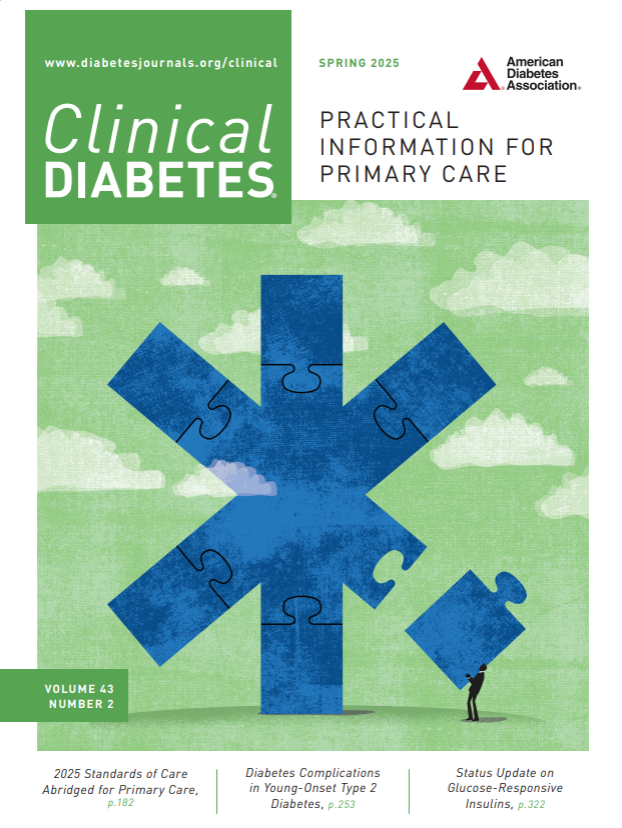 www.diabetesjournals.org/clinical
SPRING 2025
American
Diabetes
Association®
Clinical
DIABETES®
PRACTICAL
INFORMATION FOR
PRIMARY CARE
VOLUME 43
NUMBER 2
2025 Standards of Care
Abridged for Primary Care,
p.182
Diabetes Complications
in Young-Onset Type 2
Diabetes, p.253
Status Update on
Glucose-Responsive
Insulins, p.322